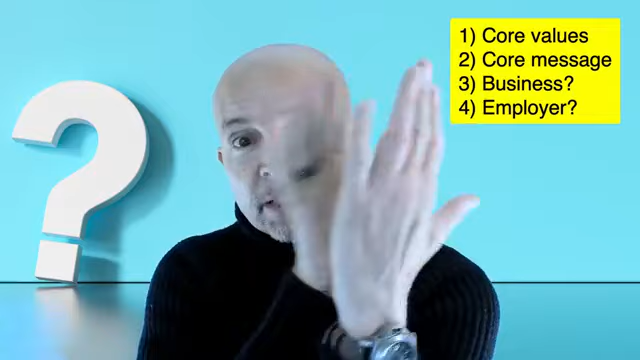 ?
1) Core values
2) Core message
3) Business?
4) Employer?